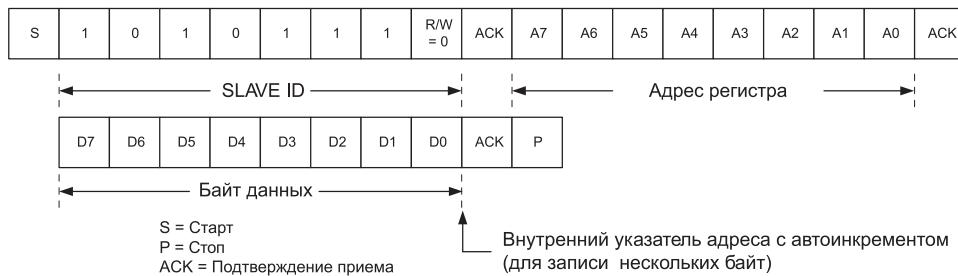 S 1 0 1 0 1 1 1 R/W = 0 ACK A7 A6 A5 A4 A3 A2 A1 A0 ACK
SLAVE ID Адрес регистра
D7 D6 D5 D4 D3 D2 D1 D0 ACK P
Байт данных
S = Старт
P = Стоп
ACK = Подтверждение приема
Внутренний указатель адреса с автоинкрементом
(для записи нескольких байт)